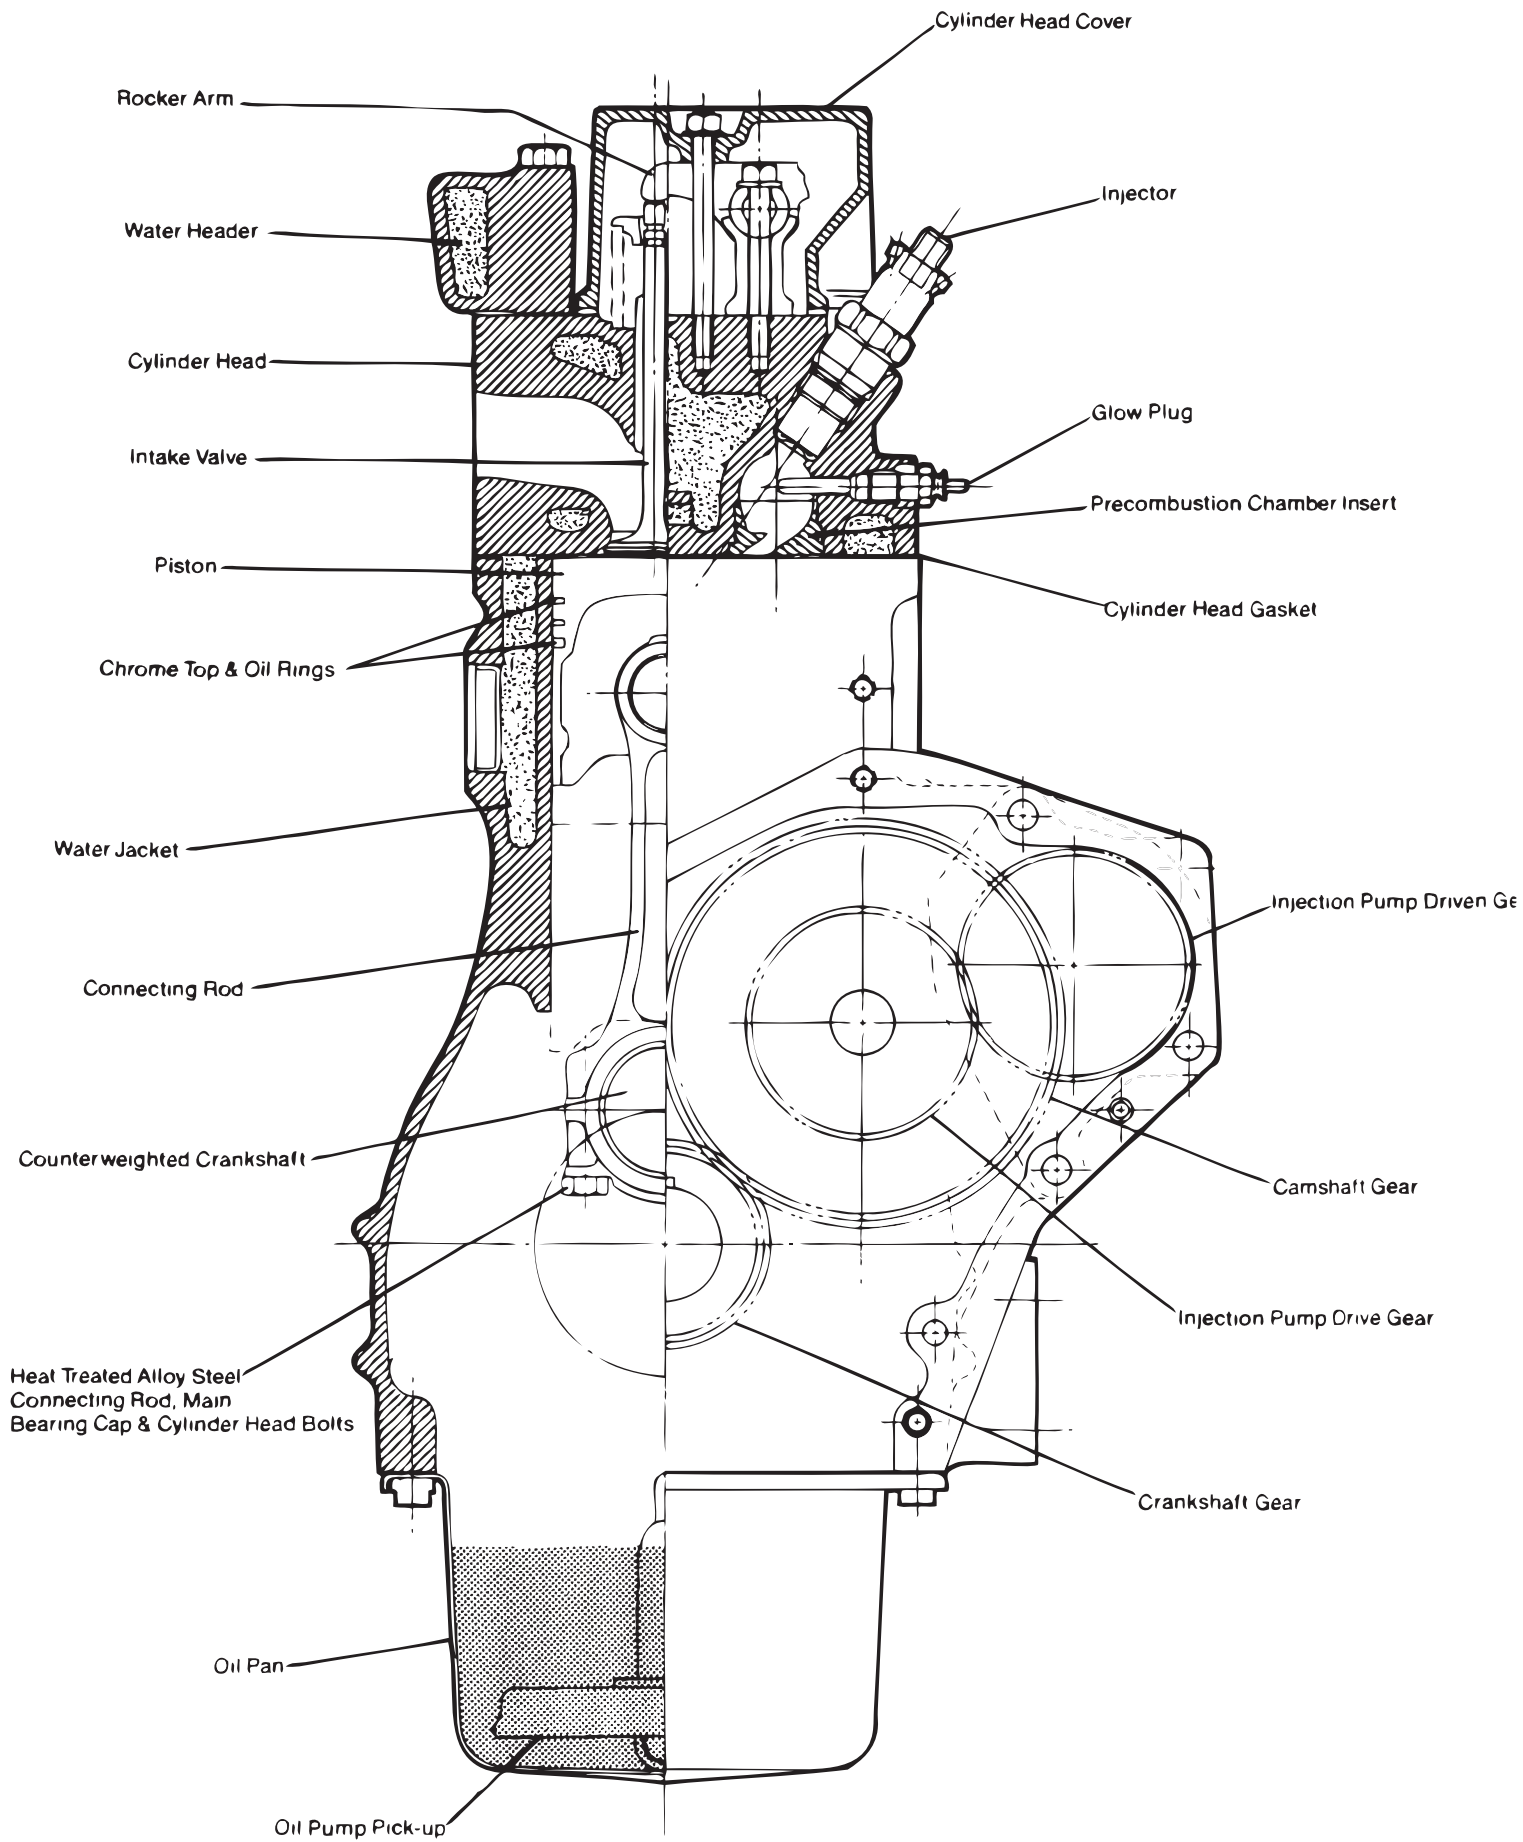 Cylinder Head Cover
Rocker Arm
Injector
Water Header
Cylinder Head
Glow Plug
Intake Valve
Precombustion Chamber Insert
Piston
Cylinder Head Gasket
Chrome Top & Oil Rings
Water Jacket
Injection Pump Driven Ge
Connecting Rod
Counterweighted Crankshaft
Camshaft Gear
Injection Pump Drive Gear
Heat Treated Alloy Steel
Connecting Rod, Main
Bearing Cap & Cylinder Head Bolts
Crankshaft Gear
Oil Pan
Oil Pump Pick-up